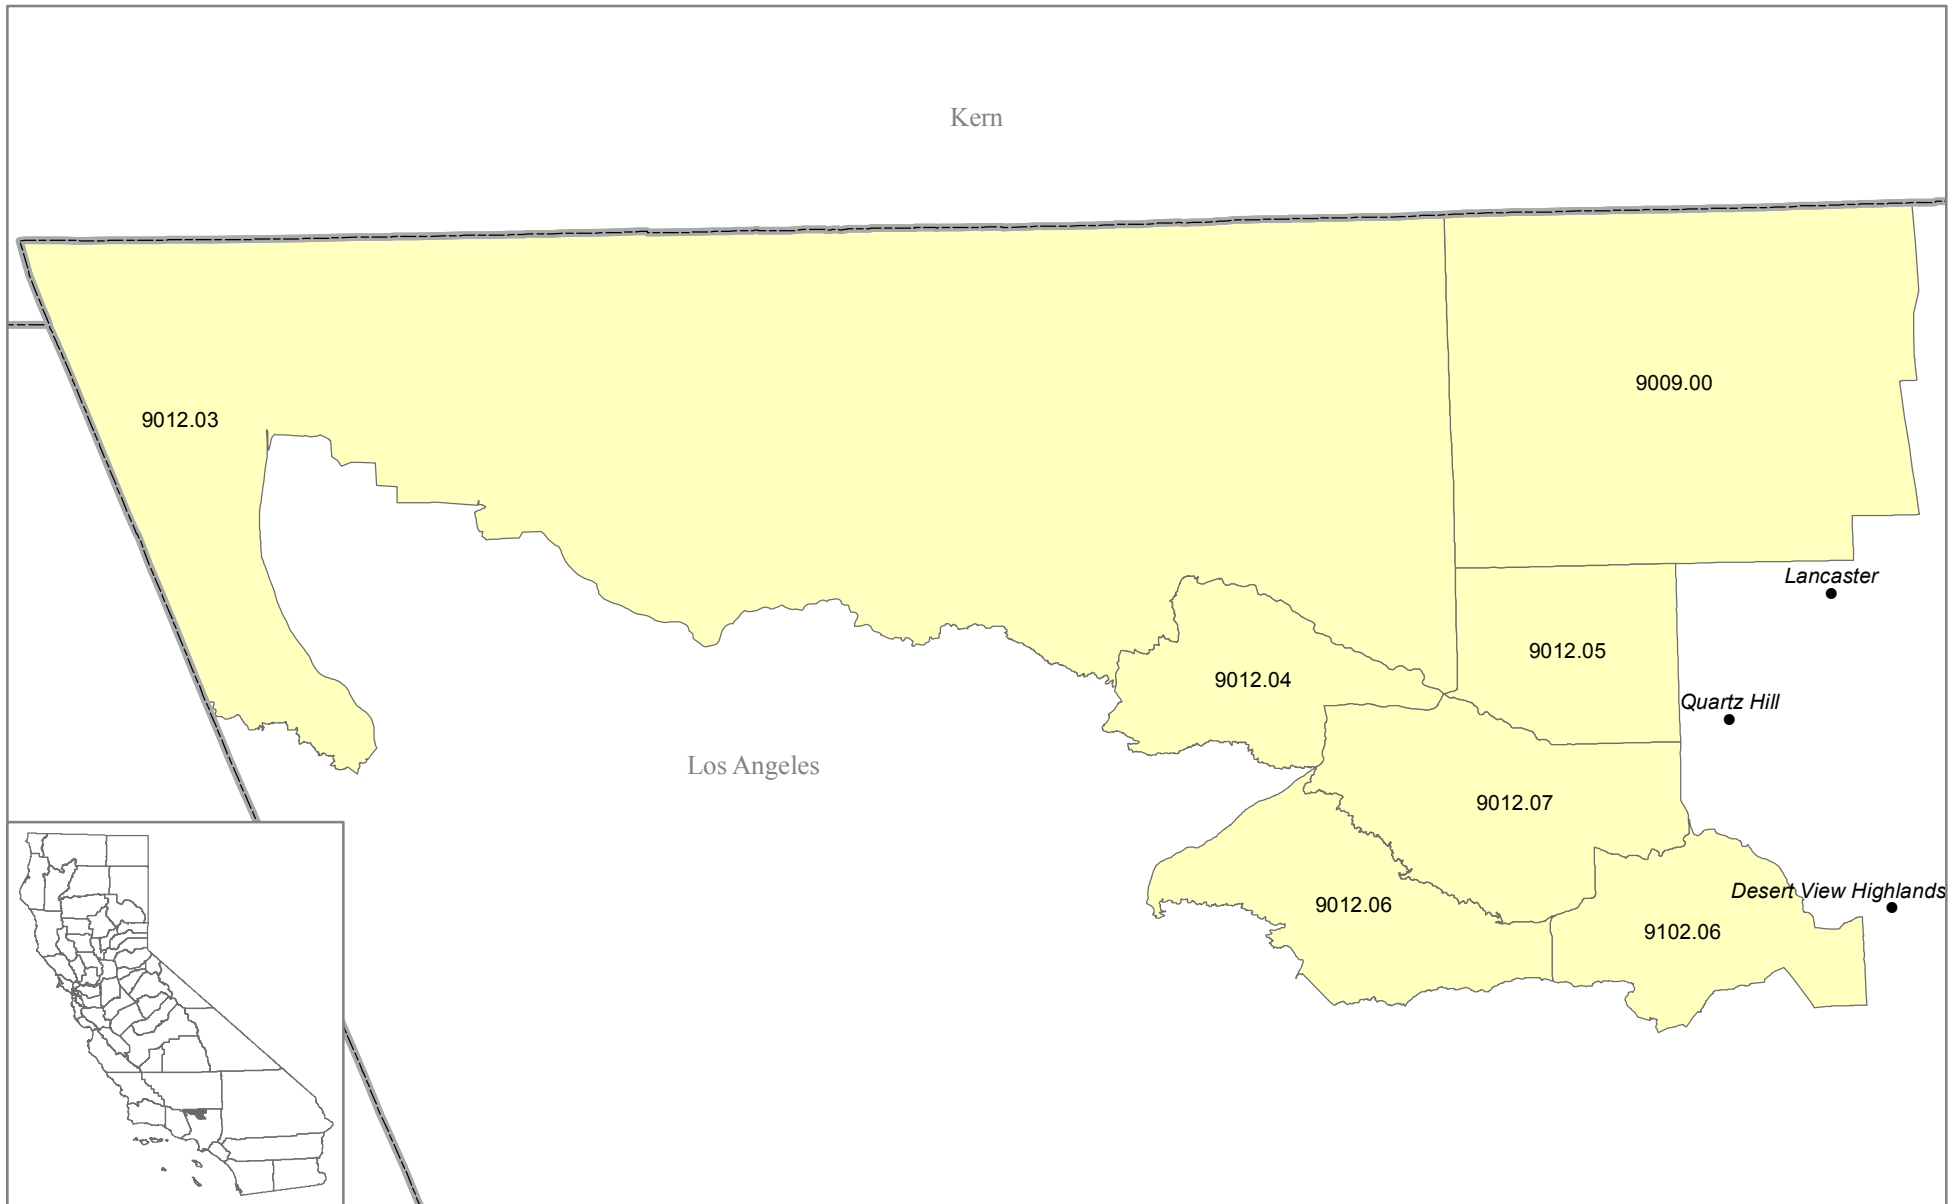 Kern
9009.00
9012.03
Lancaster
9012.05
9012.04
Quartz Hill
Los Angeles
9012.07
Desert View Highlands
9012.06
9102.06